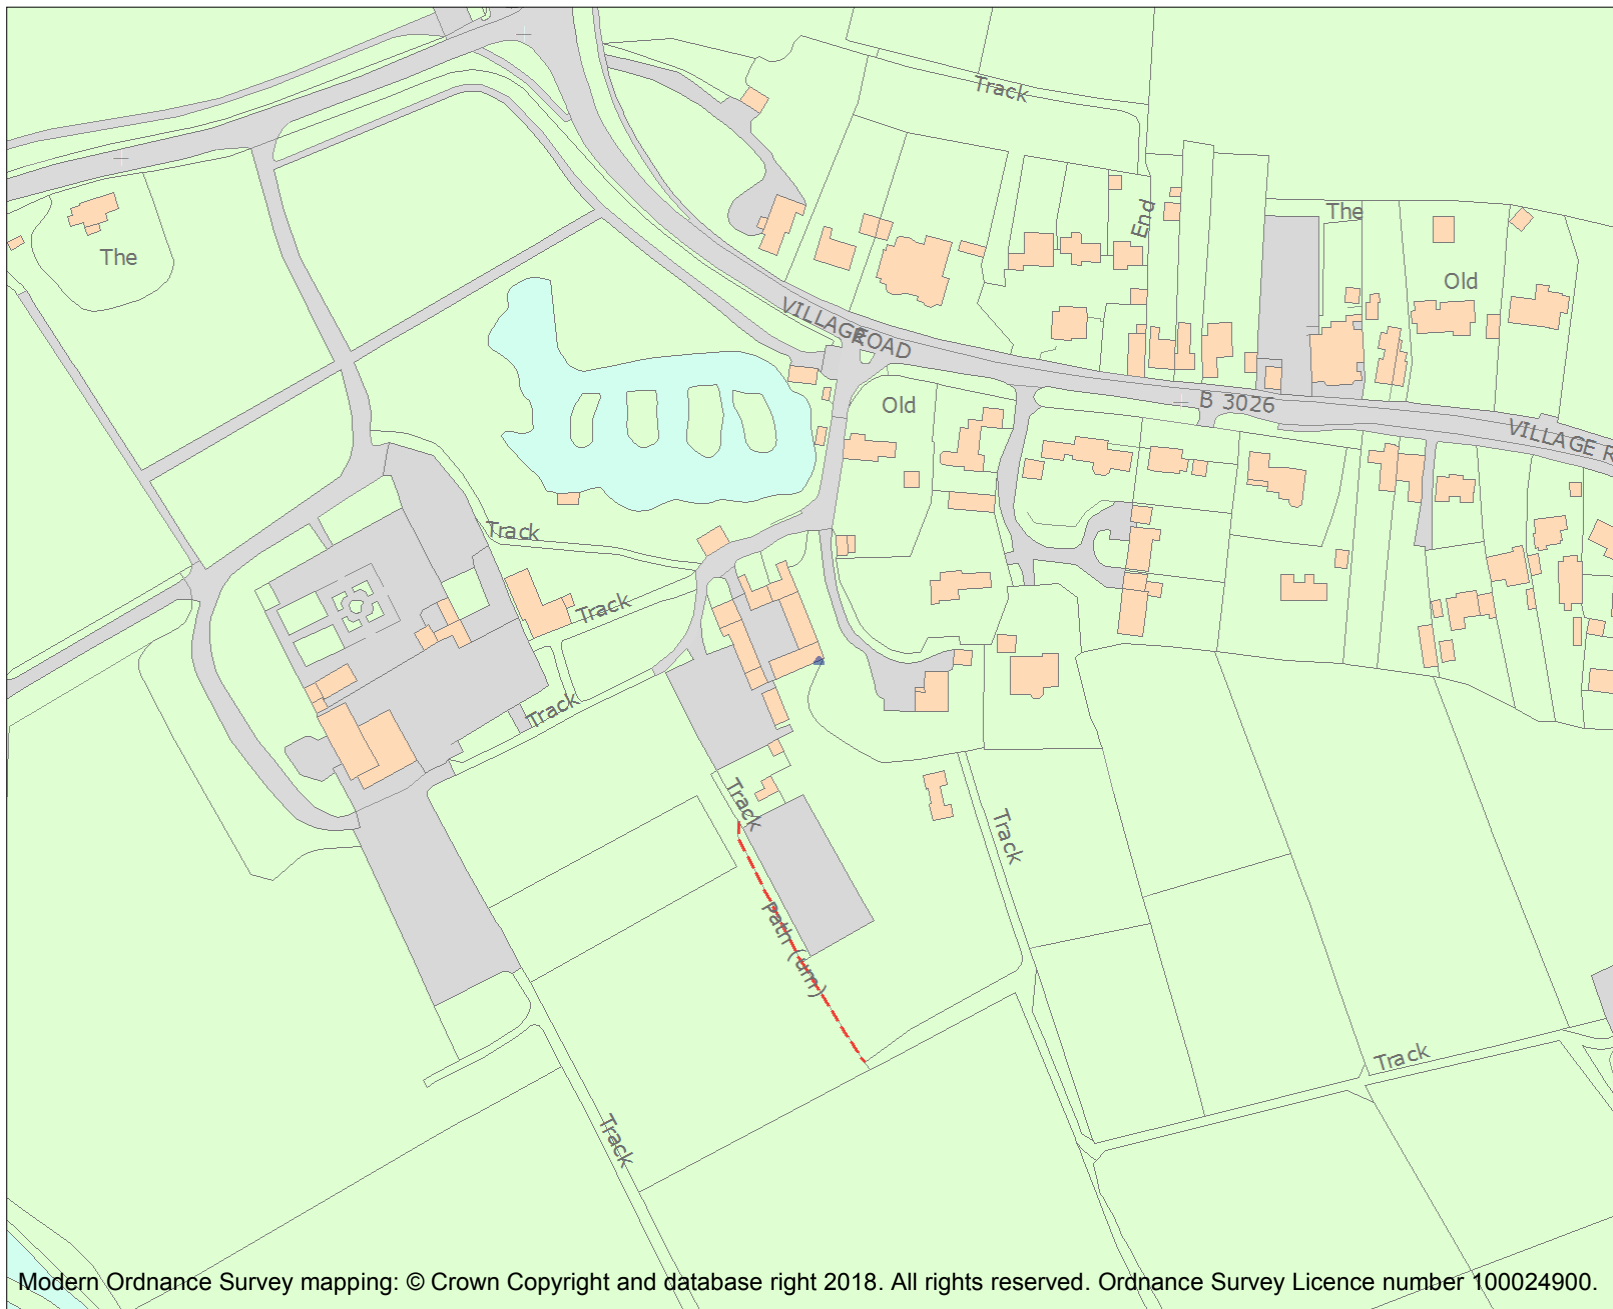 Track
End
The
The
Old
VILLAGE ROAD
Old
B 3026
VILLAGE R
Track
Track
Track
Track
Track
Path (um)
Track
Track
Modern Ordnance Survey mapping: © Crown Copyright and database right 2018. All rights reserved. Ordnance Survey Licence number 100024900.